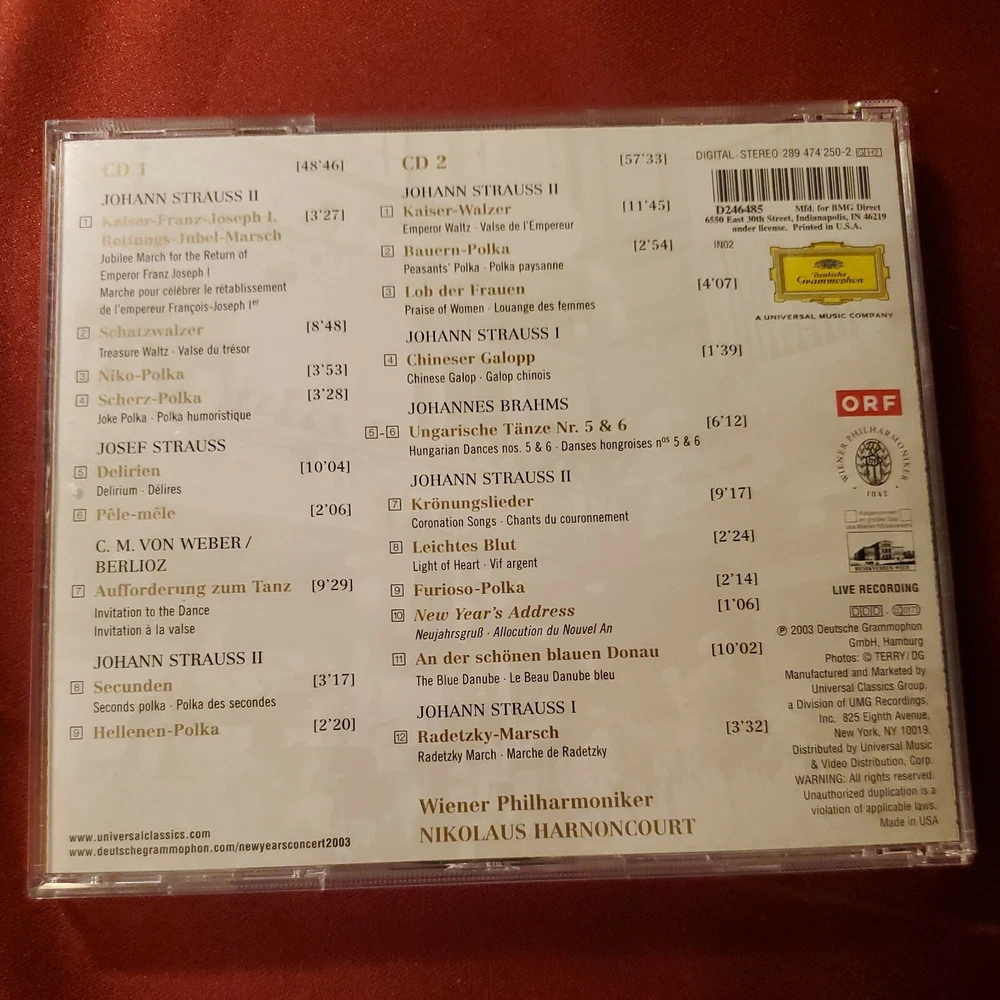 CD 1 [48'46]
JOHANN STRAUSS II
1 Kaiser-Franz-Joseph I. [3'27]
Rettungs-Jubel-Marsch
Jubilee March for the Return of
Emperor Franz Joseph I
Marche pour célébrer le rétablissement
de l'empereur François-Joseph Ier
2 Schatzwalzer [8'48]
Treasure Waltz · Valse du trésor
3 Niko-Polka [3'53]
4 Scherz-Polka [3'28]
Joke Polka · Polka humoristique
JOSEF STRAUSS
5 Delirien [10'04]
Delirium · Délires
6 Pêle-mêle [2'06]
C. M. VON WEBER /
BERLIOZ
7 Aufforderung zum Tanz [9'29]
Invitation to the Dance
Invitation à la valse
JOHANN STRAUSS II
8 Secunden [3'17]
Seconds polka · Polka des secondes
9 Hellenen-Polka [2'20]
www.universalclassics.com
www.deutschegrammophon.com/newyearsconcert2003
CD 2 [57'33]
JOHANN STRAUSS II
1 Kaiser-Walzer [11'45]
Emperor Waltz · Valse de l'Empereur
2 Bauern-Polka [2'54]
Peasants' Polka · Polka paysanne
3 Lob der Frauen [4'07]
Praise of Women · Louange des femmes
JOHANN STRAUSS I
4 Chineser Galopp [1'39]
Chinese Galop · Galop chinois
JOHANNES BRAHMS
5-6 Ungarische Tänze Nr. 5 & 6 [6'12]
Hungarian Dances nos. 5 & 6 · Danses hongroises nos 5 & 6
JOHANN STRAUSS II
7 Krönungslieder [9'17]
Coronation Songs · Chants du couronnement
8 Leichtes Blut [2'24]
Light of Heart · Vif argent
9 Furioso-Polka [2'14]
10 New Year's Address [1'06]
Neujahrsgruß · Allocution du Nouvel An
11 An der schönen blauen Donau [10'02]
The Blue Danube · Le Beau Danube bleu
JOHANN STRAUSS I
12 Radetzky-Marsch [3'32]
Radetzky March · Marche de Radetzky
Wiener Philharmoniker
NIKOLAUS HARNONCOURT
DIGITAL-STEREO 289 474 250-2 GH2
D246485 Mfd. for BMG Direct
6550 East 30th Street, Indianapolis, IN 46219
under license. Printed in U.S.A.
IN02
Deutsche
Grammophon
A UNIVERSAL MUSIC COMPANY
ORF
WIENER PHILHARMONIKER
1842
Aufgenommen
im großen Saal
des Wiener Musikvereins
MUSIKVEREIN WIEN
LIVE RECORDING
DDD
℗ 2003 Deutsche Grammophon
GmbH, Hamburg
Photos: © TERRY/DG
Manufactured and Marketed by
Universal Classics Group,
a Division of UMG Recordings,
Inc. 825 Eighth Avenue,
New York, NY 10019.
Distributed by Universal Music
& Video Distribution, Corp.
WARNING: All rights reserved.
Unauthorized duplication is a
violation of applicable laws.
Made in USA